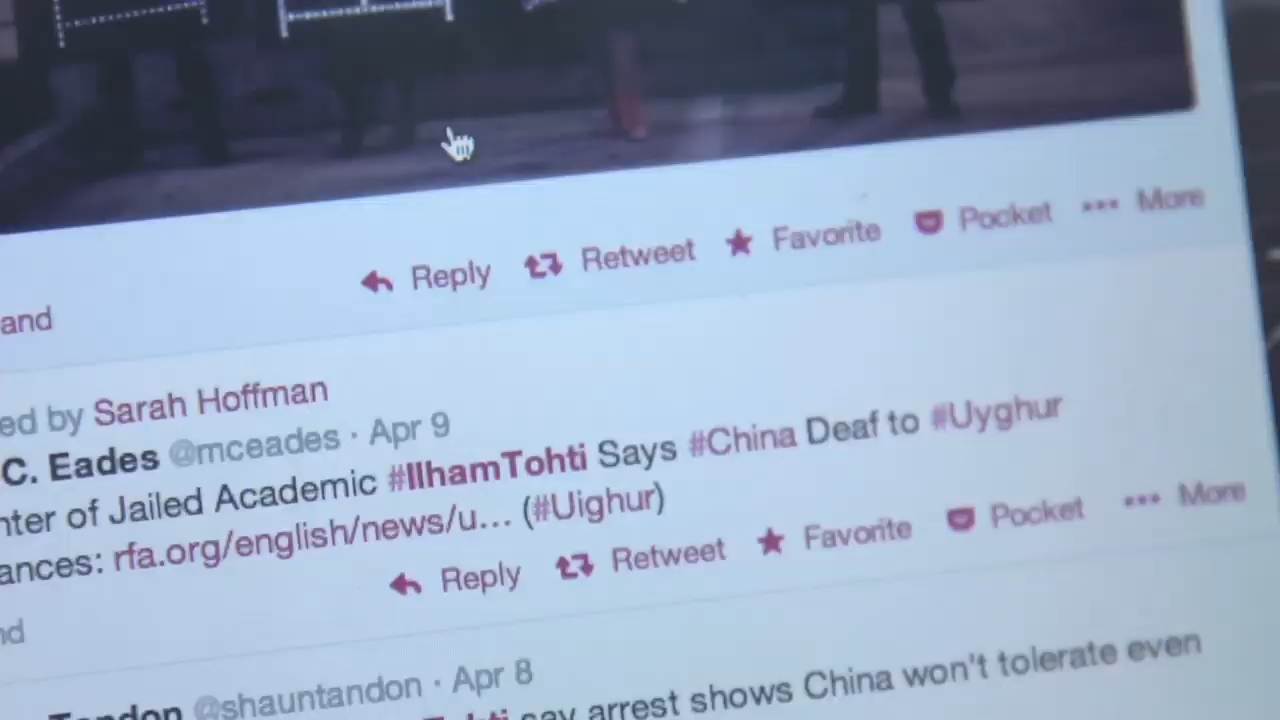 Reply Retweet Favorite Pocket More
and
ed by Sarah Hoffman
C. Eades @mceades · Apr 9
nter of Jailed Academic #IlhamTohti Says #China Deaf to #Uyghur
ances: rfa.org/english/news/u... (#Uighur)
Reply Retweet Favorite Pocket More
nd
Tandon @shauntandon · Apr 8
say arrest shows China won't tolerate even